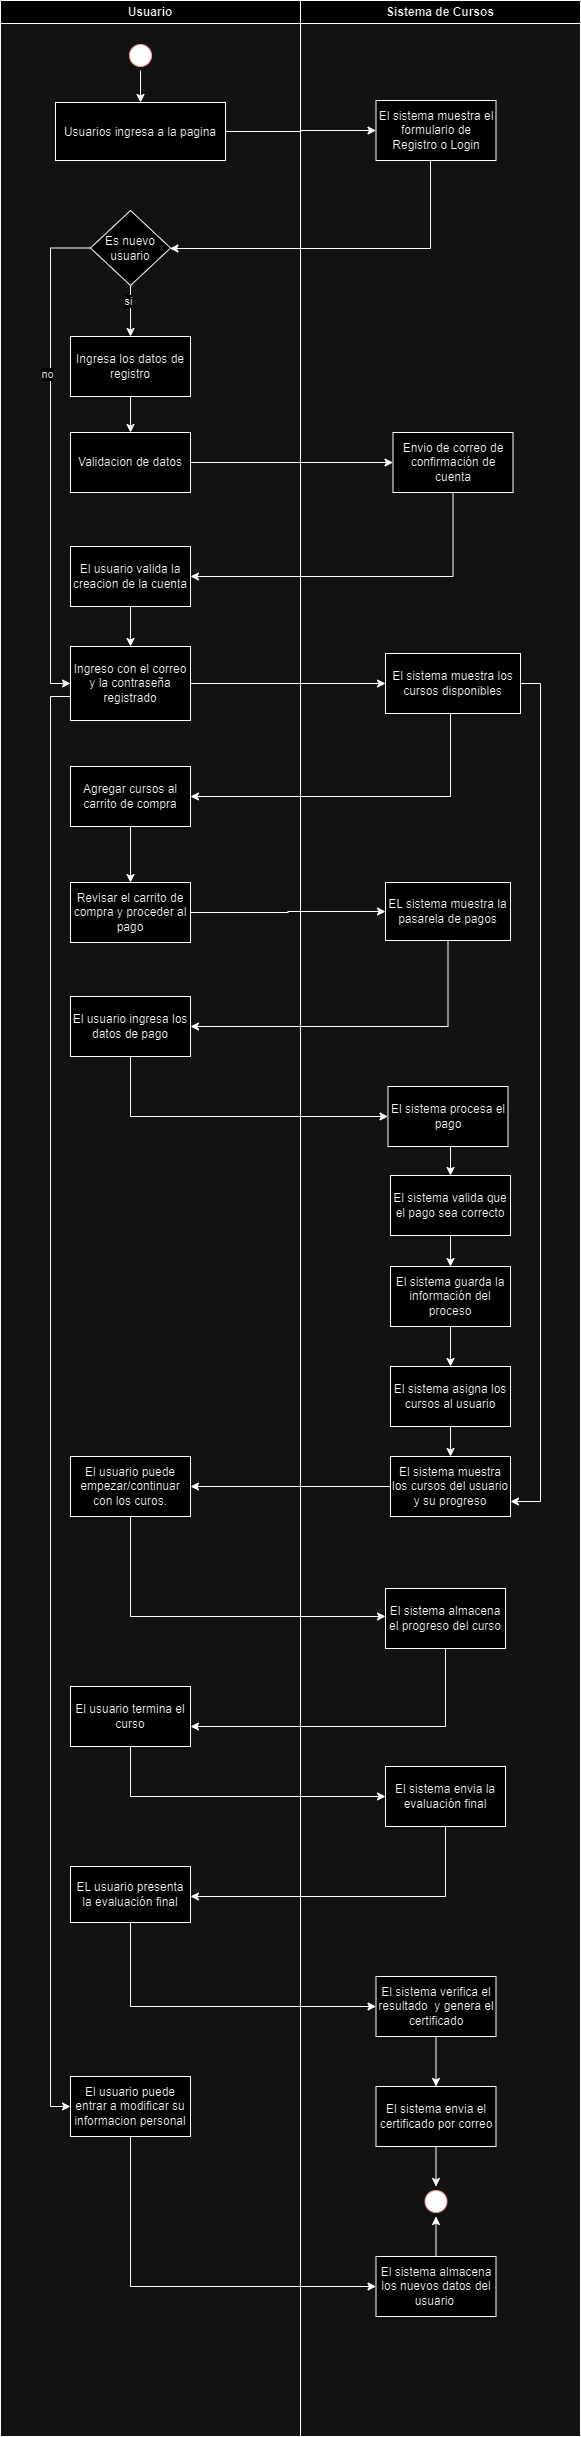 Usuario
Sistema de Cursos
Usuarios ingresa a la pagina
El sistema muestra el
formulario de
Registro o Login
Es nuevo
usuario
si
no
Ingresa los datos de
registro
Validacion de datos
Envio de correo de
confirmación de
cuenta
El usuario valida la
creacion de la cuenta
Ingreso con el correo
y la contraseña
registrado
El sistema muestra los
cursos disponibles
Agregar cursos al
carrito de compra
Revisar el carrito de
compra y proceder al
pago
EL sistema muestra la
pasarela de pagos
El usuario ingresa los
datos de pago
El sistema procesa el
pago
El sistema valida que
el pago sea correcto
El sistema guarda la
información del
proceso
El sistema asigna los
cursos al usuario
El sistema muestra
los cursos del usuario
y su progreso
El usuario puede
empezar/continuar
con los curos.
El sistema almacena
el progreso del curso
El usuario termina el
curso
El sistema envia la
evaluación final
EL usuario presenta
la evaluación final
El sistema verifica el
resultado y genera el
certificado
El usuario puede
entrar a modificar su
informacion personal
El sistema envia el
certificado por correo
El sistema almacena
los nuevos datos del
usuario